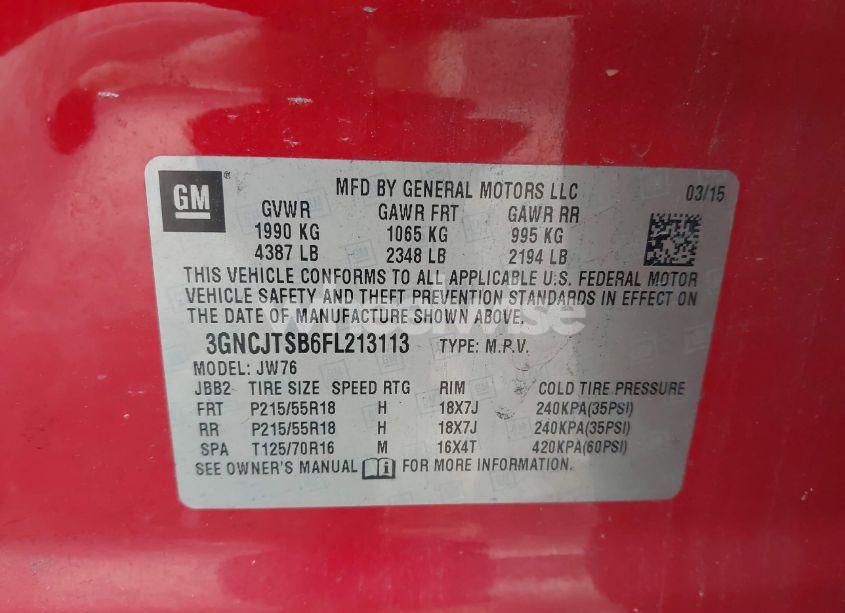 GM
MFD BY GENERAL MOTORS LLC 03/15
GVWR GAWR FRT GAWR RR
1990 KG 1065 KG 995 KG
4387 LB 2348 LB 2194 LB
THIS VEHICLE CONFORMS TO ALL APPLICABLE U.S. FEDERAL MOTOR
VEHICLE SAFETY AND THEFT PREVENTION STANDARDS IN EFFECT ON
THE DATE OF MANUFACTURE SHOWN ABOVE.
3GNCJTSB6FL213113 TYPE: M.P.V.
MODEL: JW76
JBB2 TIRE SIZE SPEED RTG RIM COLD TIRE PRESSURE
FRT P215/55R18 H 18X7J 240KPA(35PSI)
RR P215/55R18 H 18X7J 240KPA(35PSI)
SPA T125/70R16 M 16X4T 420KPA(60PSI)
SEE OWNER'S MANUAL FOR MORE INFORMATION.